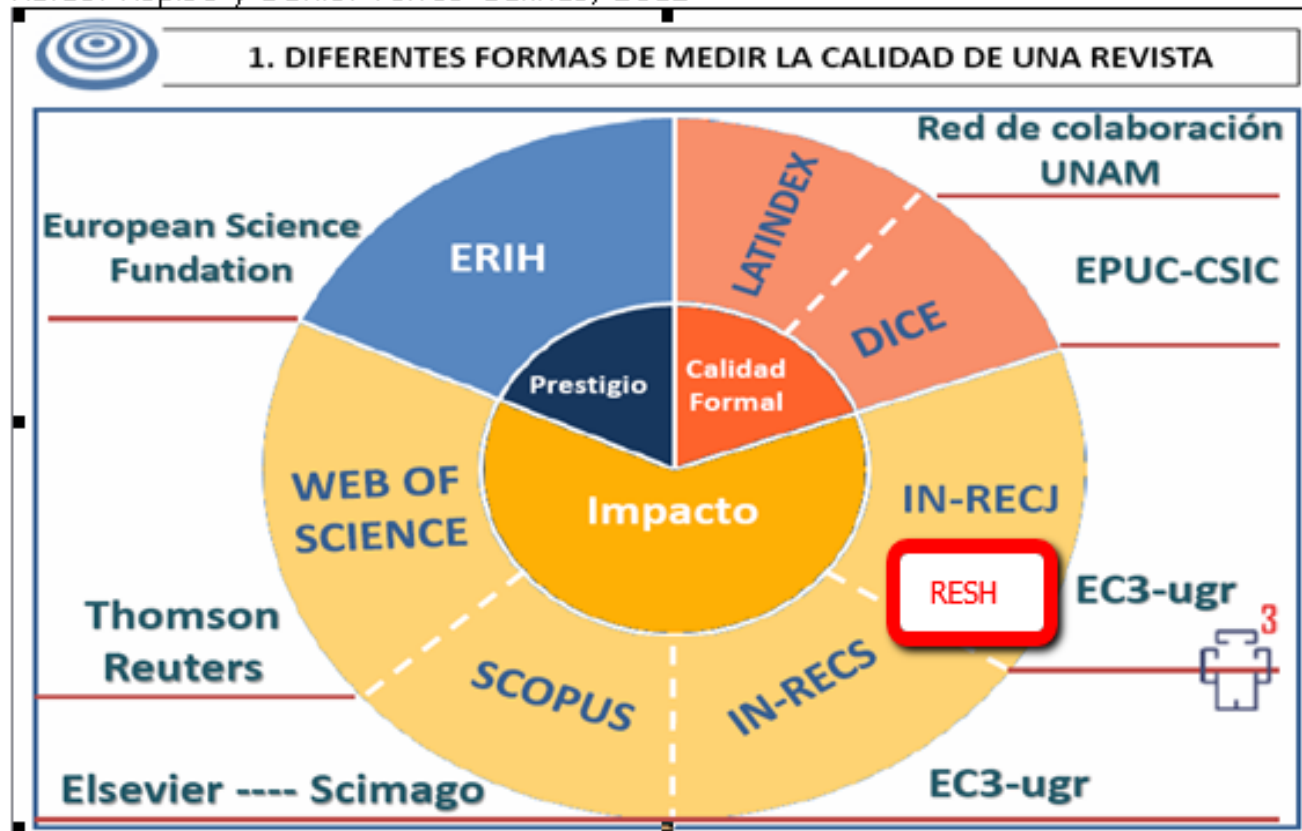 1. DIFERENTES FORMAS DE MEDIR LA CALIDAD DE UNA REVISTA
Red de colaboración
UNAM
European Science
Fundation
ERIH
LATINDEX
DICE
EPUC-CSIC
Prestigio
Calidad
Formal
WEB OF
SCIENCE
Impacto
IN-RECJ
RESH
EC3-ugr
3
Thomson
Reuters
SCOPUS
IN-RECS
Elsevier ---- Scimago
EC3-ugr